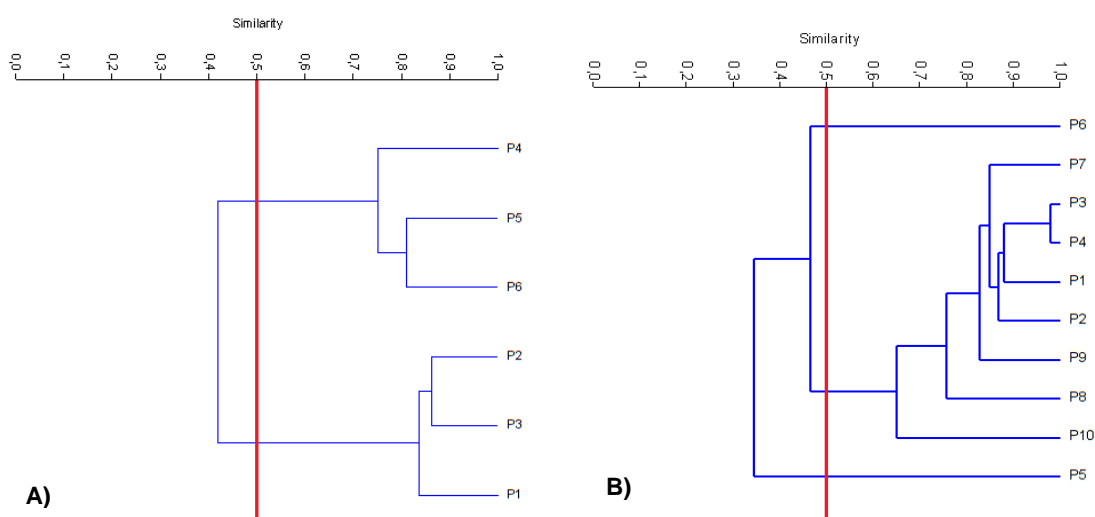 Similarity
0,0 0,1 0,2 0,3 0,4 0,5 0,6 0,7 0,8 0,9 1,0
P4
P5
P6
P2
P3
P1
A)
Similarity
0,0 0,1 0,2 0,3 0,4 0,5 0,6 0,7 0,8 0,9 1,0
P6
P7
P3
P4
P1
P2
P9
P8
P10
P5
B)